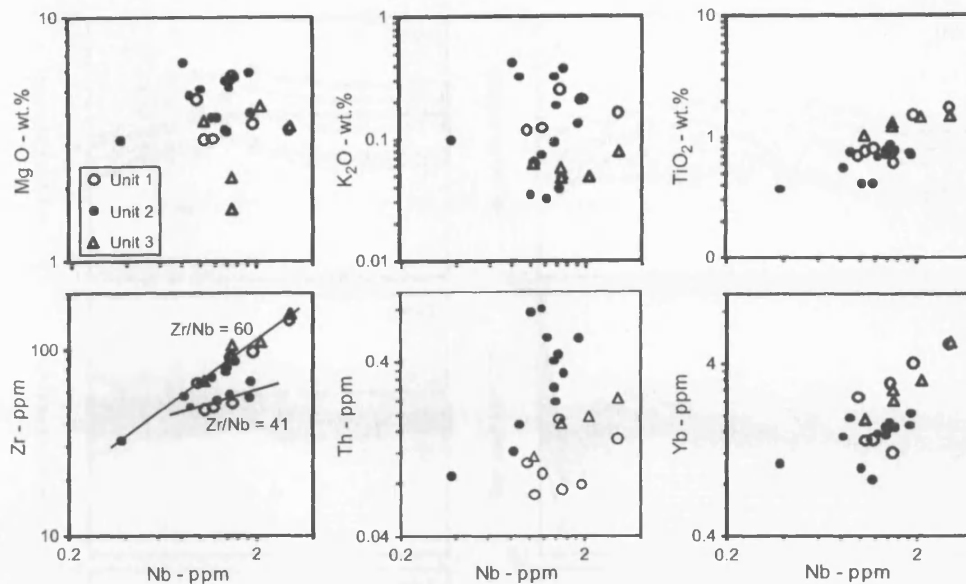 10
1
Mg O - wt.%
Unit 1
Unit 2
Unit 3
1
0.1
0.01
K2O - wt.%
10
1
0
TiO2 - wt.%
100
10
Zr - ppm
Zr/Nb = 60
Zr/Nb = 41
0.2
2
Nb - ppm
0.4
0.04
Th - ppm
0.2
2
Nb - ppm
4
0.4
Yb - ppm
0.2
2
Nb - ppm